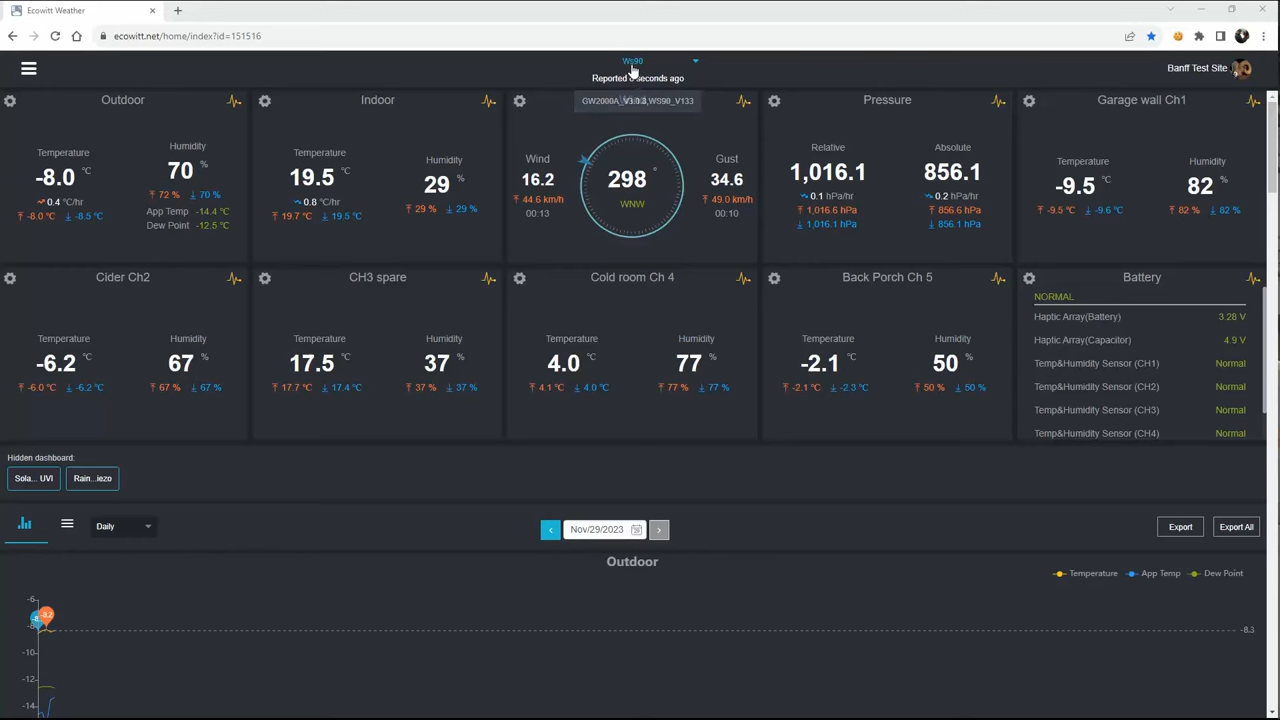 Ecowitt Weather
ecowitt.net/home/index?id=151516
Ws90
Reported seconds ago
Banff Test Site
Outdoor
Temperature
-8.0 °C
0.4 °C/hr
-8.0 °C -8.5 °C
Humidity
70 %
72 % 70 %
App Temp -14.4 °C
Dew Point -12.5 °C
Indoor
Temperature
19.5 °C
0.8 °C/hr
19.7 °C 19.5 °C
Humidity
29 %
29 % 29 %
GW2000A_ WS90_V133
Wind
16.2
44.6 km/h
00:13
298 °
WNW
Gust
34.6
49.0 km/h
00:10
Pressure
Relative
1,016.1
0.1 hPa/hr
1,016.6 hPa
1,016.1 hPa
Absolute
856.1
0.2 hPa/hr
856.6 hPa
856.1 hPa
Garage wall Ch1
Temperature
-9.5 °C
-9.5 °C -9.6 °C
Humidity
82 %
82 % 82 %
Cider Ch2
Temperature
-6.2 °C
-6.0 °C -6.2 °C
Humidity
67 %
67 % 67 %
CH3 spare
Temperature
17.5 °C
17.7 °C 17.4 °C
Humidity
37 %
37 % 37 %
Cold room Ch 4
Temperature
4.0 °C
4.1 °C 4.0 °C
Humidity
77 %
77 % 77 %
Back Porch Ch 5
Temperature
-2.1 °C
-2.1 °C -2.3 °C
Humidity
50 %
50 % 50 %
Battery
NORMAL
Haptic Array(Battery) 3.28 V
Haptic Array(Capacitor) 4.9 V
Temp&Humidity Sensor (CH1) Normal
Temp&Humidity Sensor (CH2) Normal
Temp&Humidity Sensor (CH3) Normal
Temp&Humidity Sensor (CH4) Normal
Hidden dashboard:
Sola... UVI Rain...iezo
Daily
Nov/29/2023
Export Export All
Outdoor
Temperature App Temp Dew Point
-6
-8.2
-8.3
-10
-12
-14